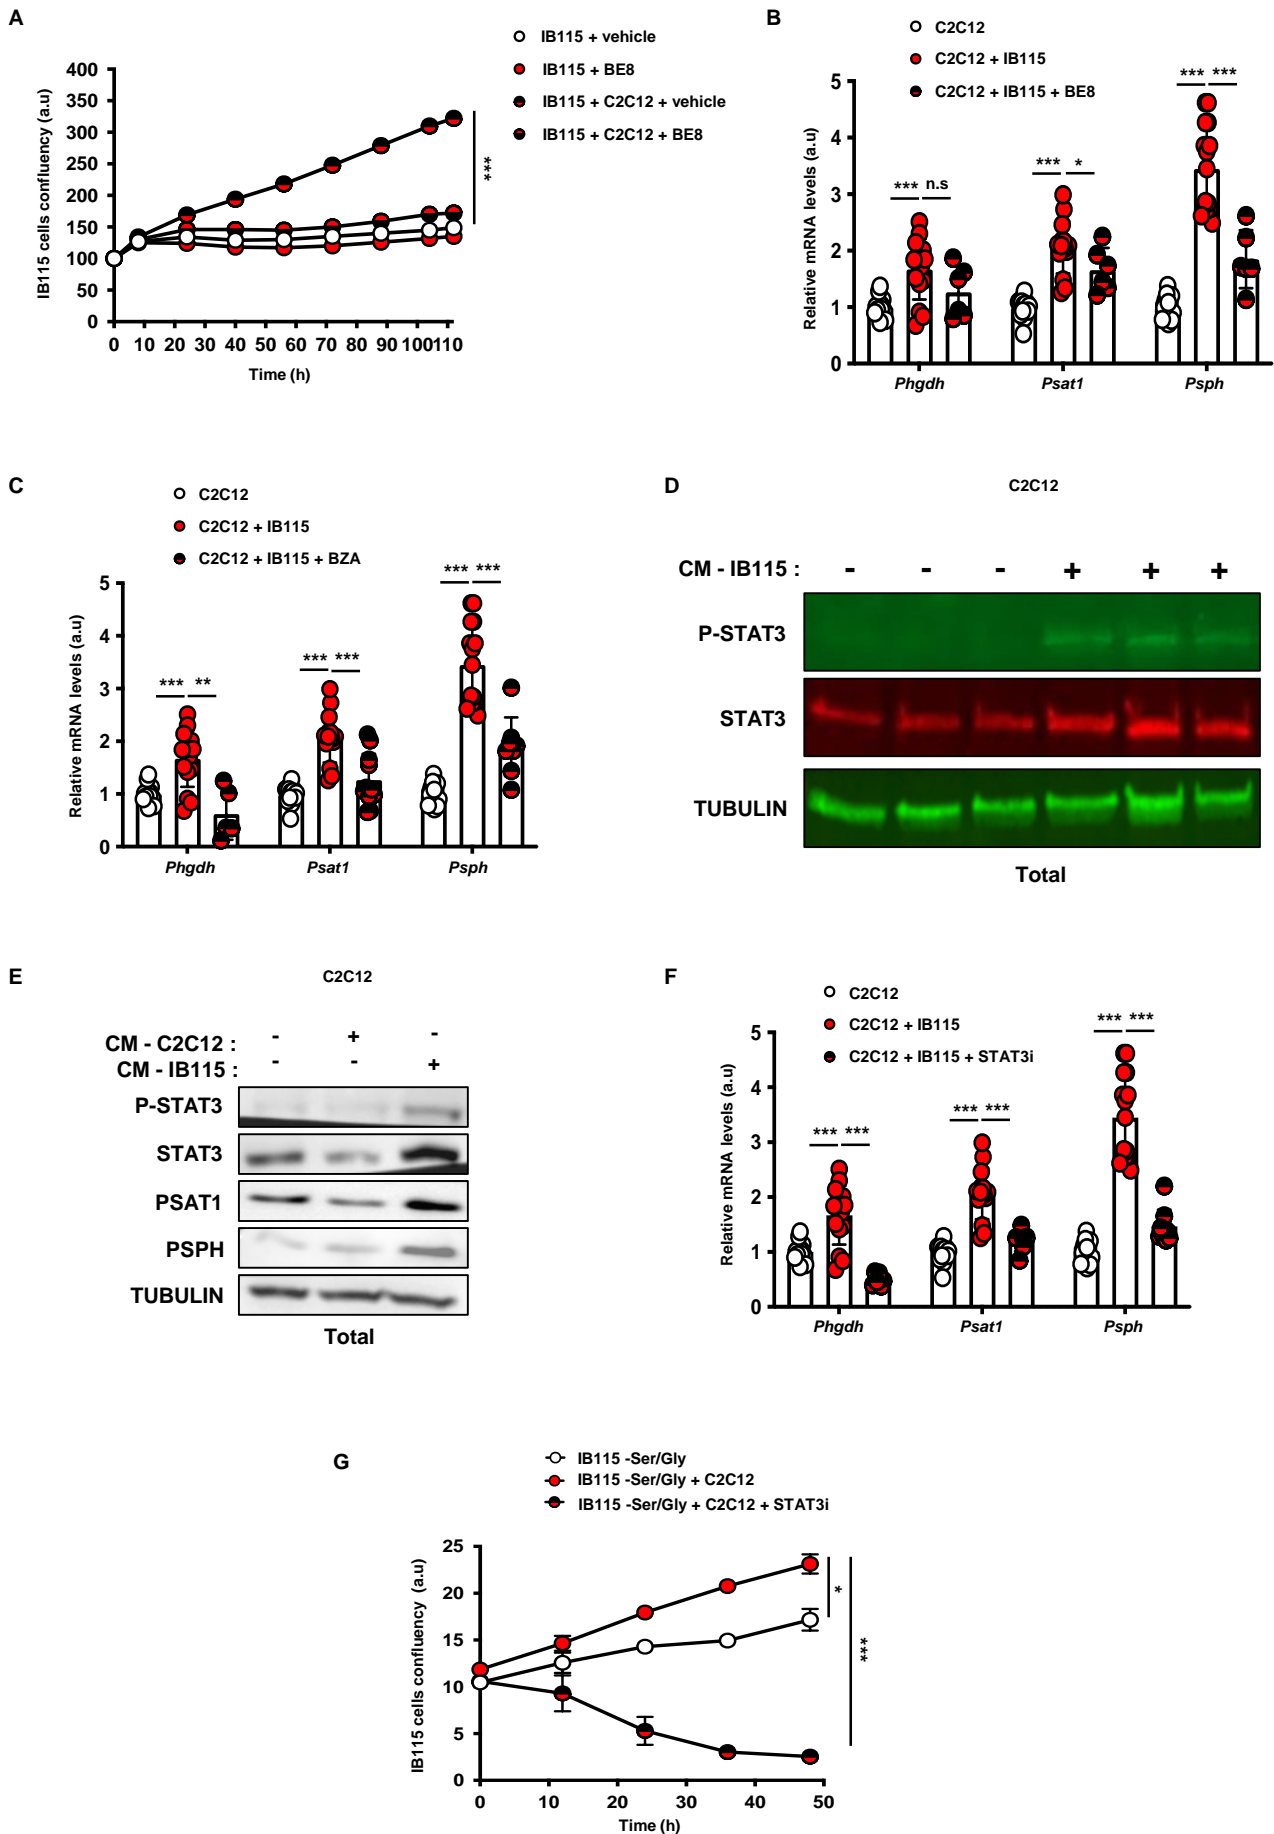 A
IB115 + vehicle
IB115 + BE8
IB115 + C2C12 + vehicle
IB115 + C2C12 + BE8
IB115 cells confluency (a.u)
400
350
300
250
200
150
100
50
0
***
0 10 20 30 40 50 60 70 80 90 100 110
Time (h)
B
C2C12
C2C12 + IB115
C2C12 + IB115 + BE8
Relative mRNA levels (a.u)
5
4
3
2
1
0
*** n.s
*** *
*** ***
Phgdh Psat1 Psph
C
C2C12
C2C12 + IB115
C2C12 + IB115 + BZA
Relative mRNA levels (a.u)
5
4
3
2
1
0
*** **
*** ***
*** ***
Phgdh Psat1 Psph
D
C2C12
CM - IB115 : - - - + + +
P-STAT3
STAT3
TUBULIN
Total
E
C2C12
CM - C2C12 : - + -
CM - IB115 : - - +
P-STAT3
STAT3
PSAT1
PSPH
TUBULIN
Total
F
C2C12
C2C12 + IB115
C2C12 + IB115 + STAT3i
Relative mRNA levels (a.u)
5
4
3
2
1
0
*** ***
*** ***
*** ***
Phgdh Psat1 Psph
G
IB115 -Ser/Gly
IB115 -Ser/Gly + C2C12
IB115 -Ser/Gly + C2C12 + STAT3i
IB115 cells confluency (a.u)
25
20
15
10
5
0
*
***
0 10 20 30 40 50
Time (h)